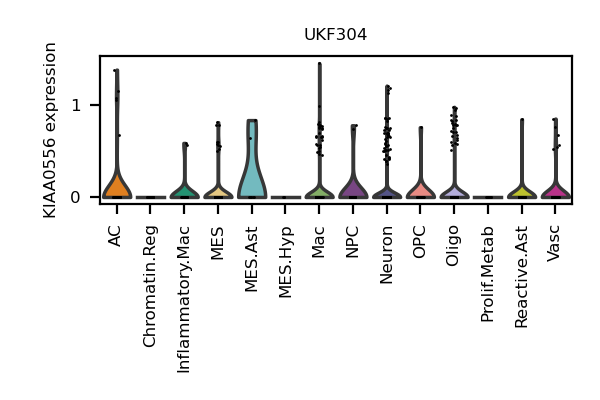 UKF304
KIAA0556 expression
1
0
AC
Chromatin.Reg
Inflammatory.Mac
MES
MES.Ast
MES.Hyp
Mac
NPC
Neuron
OPC
Oligo
Prolif.Metab
Reactive.Ast
Vasc